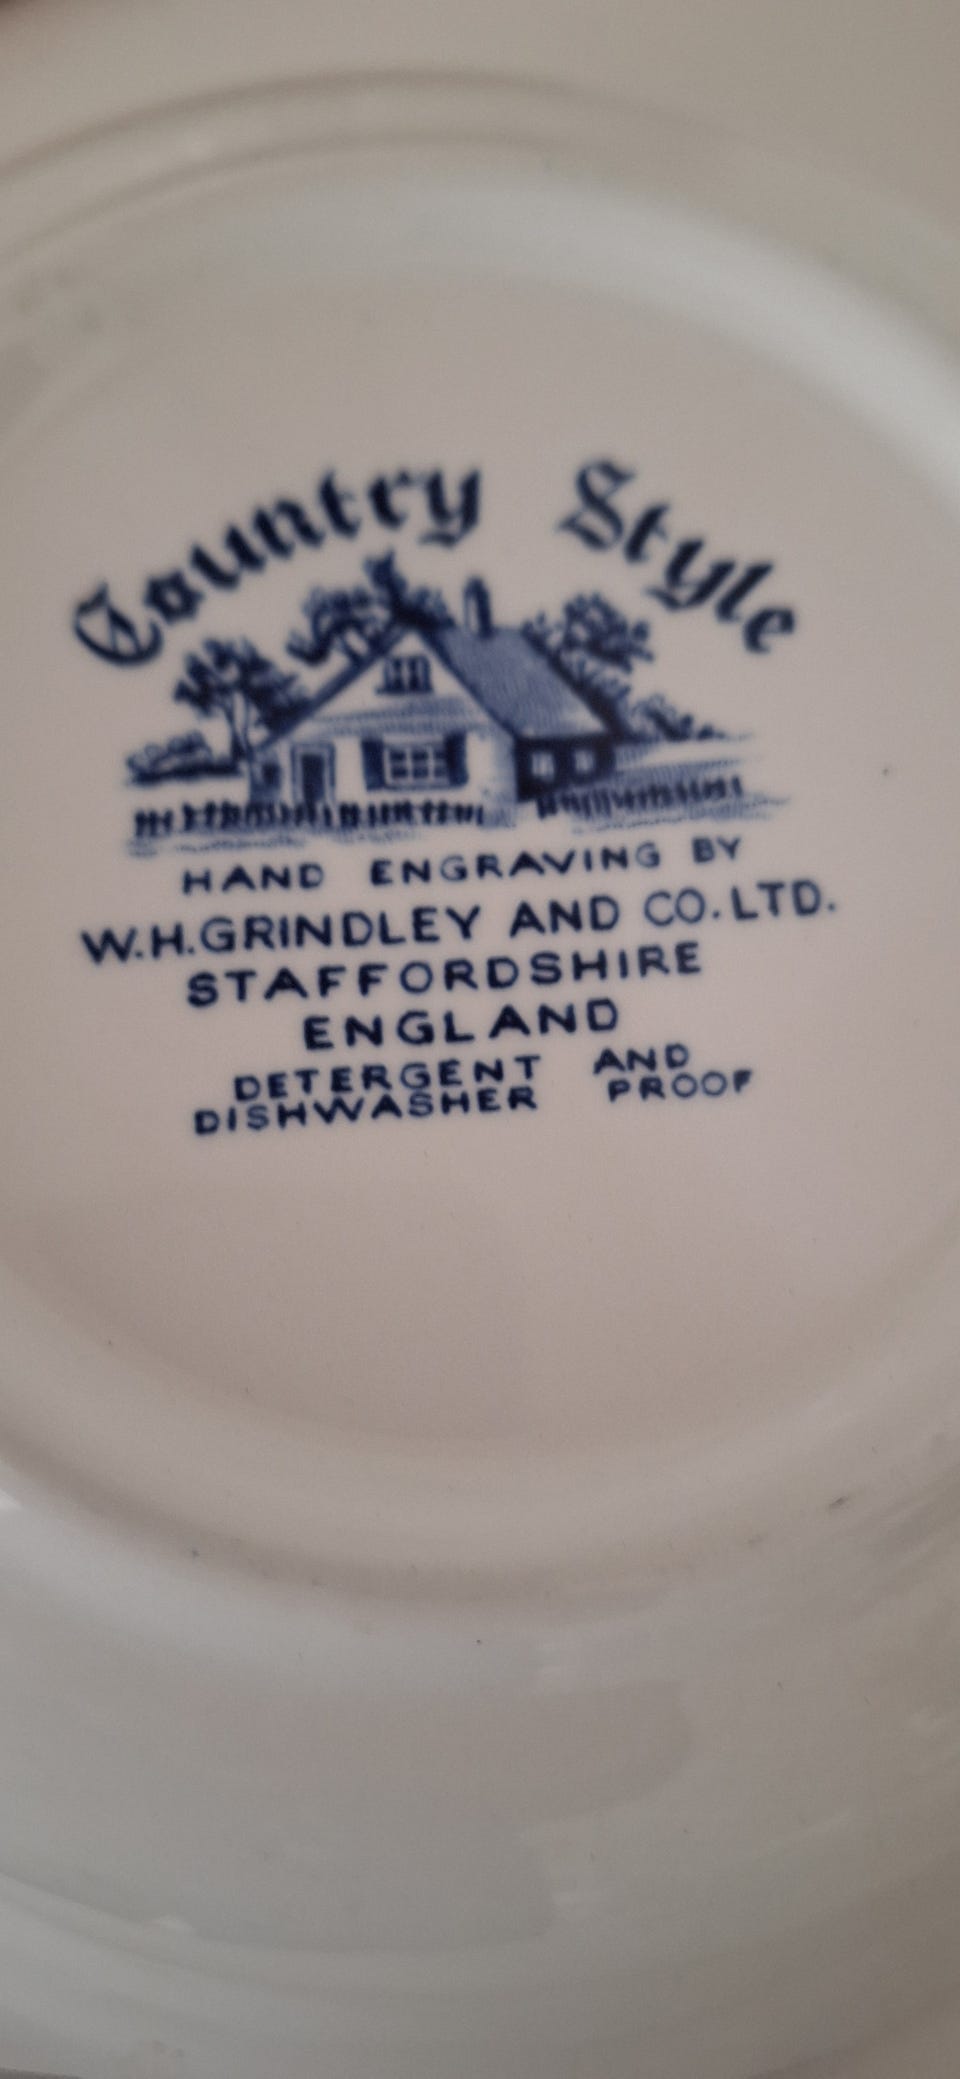 Country Style
HAND ENGRAVING BY
W.H.GRINDLEY AND CO.LTD.
STAFFORDSHIRE
ENGLAND
DETERGENT AND
DISHWASHER PROOF